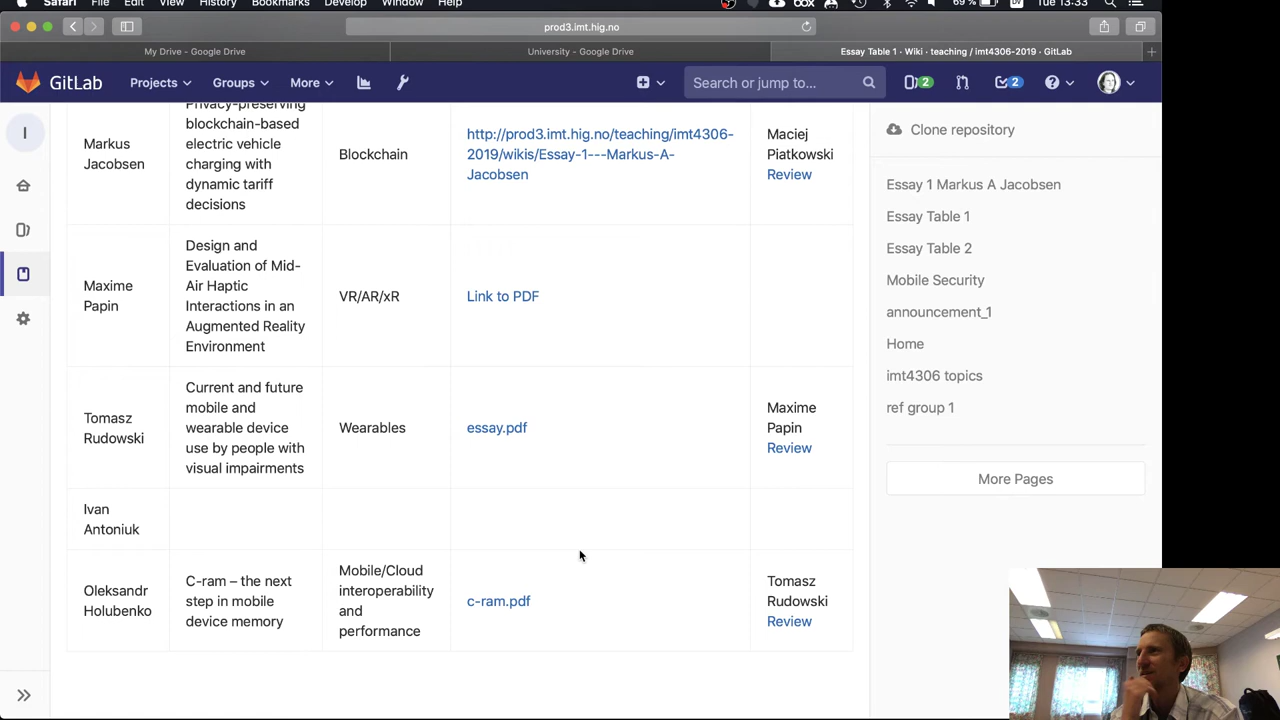 Safari File Edit View History Bookmarks Develop Window Help
69 % Tue 13:33
prod3.imt.hig.no
My Drive - Google Drive
University - Google Drive
Essay Table 1 · Wiki · teaching / imt4306-2019 · GitLab
GitLab Projects Groups More
Search or jump to...
2
2
I
Markus
Jacobsen
Privacy-preserving
blockchain-based
electric vehicle
charging with
dynamic tariff
decisions
Blockchain
http://prod3.imt.hig.no/teaching/imt4306-
2019/wikis/Essay-1---Markus-A-
Jacobsen
Maciej
Piatkowski
Review
Maxime
Papin
Design and
Evaluation of Mid-
Air Haptic
Interactions in an
Augmented Reality
Environment
VR/AR/xR
Link to PDF
Tomasz
Rudowski
Current and future
mobile and
wearable device
use by people with
visual impairments
Wearables
essay.pdf
Maxime
Papin
Review
Ivan
Antoniuk
Oleksandr
Holubenko
C-ram – the next
step in mobile
device memory
Mobile/Cloud
interoperability
and
performance
c-ram.pdf
Tomasz
Rudowski
Review
Clone repository
Essay 1 Markus A Jacobsen
Essay Table 1
Essay Table 2
Mobile Security
announcement_1
Home
imt4306 topics
ref group 1
More Pages